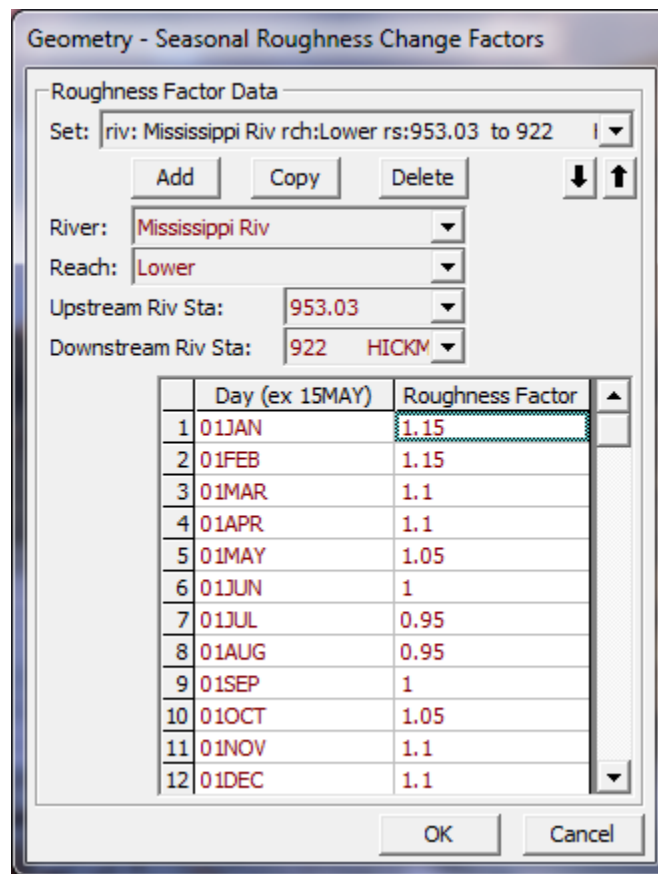 Geometry - Seasonal Roughness Change Factors
Roughness Factor Data
Set: riv: Mississippi Riv rch:Lower rs:953.03 to 922
Add Copy Delete
River: Mississippi Riv
Reach: Lower
Upstream Riv Sta: 953.03
Downstream Riv Sta: 922 HICKM
Day (ex 15MAY) Roughness Factor
1 01JAN 1.15
2 01FEB 1.15
3 01MAR 1.1
4 01APR 1.1
5 01MAY 1.05
6 01JUN 1
7 01JUL 0.95
8 01AUG 0.95
9 01SEP 1
10 01OCT 1.05
11 01NOV 1.1
12 01DEC 1.1
OK Cancel